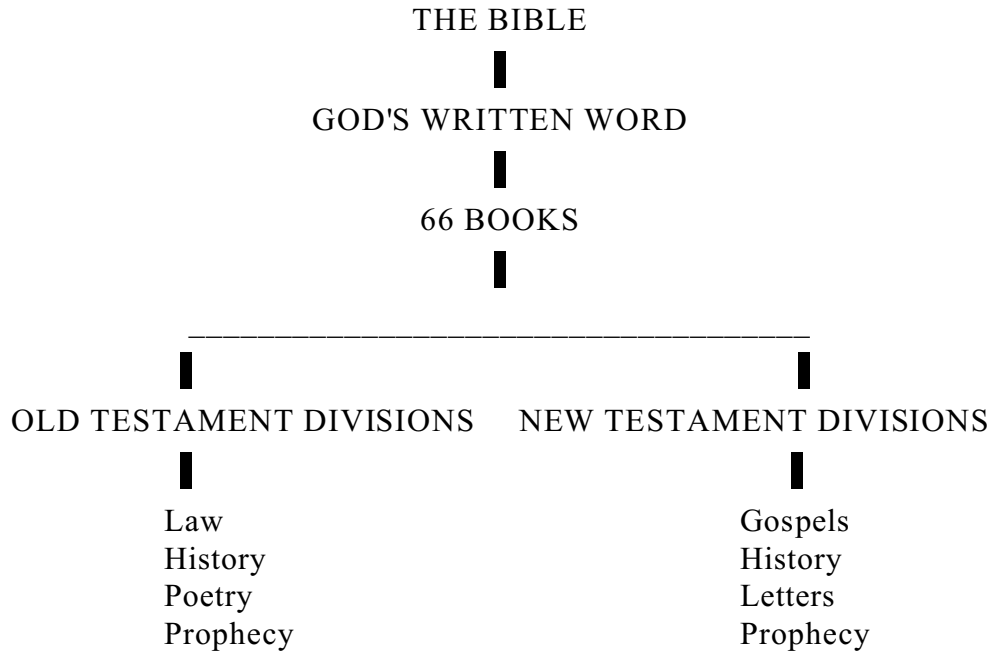 THE BIBLE
GOD'S WRITTEN WORD
66 BOOKS
OLD TESTAMENT DIVISIONS NEW TESTAMENT DIVISIONS
Law Gospels
History History
Poetry Letters
Prophecy Prophecy